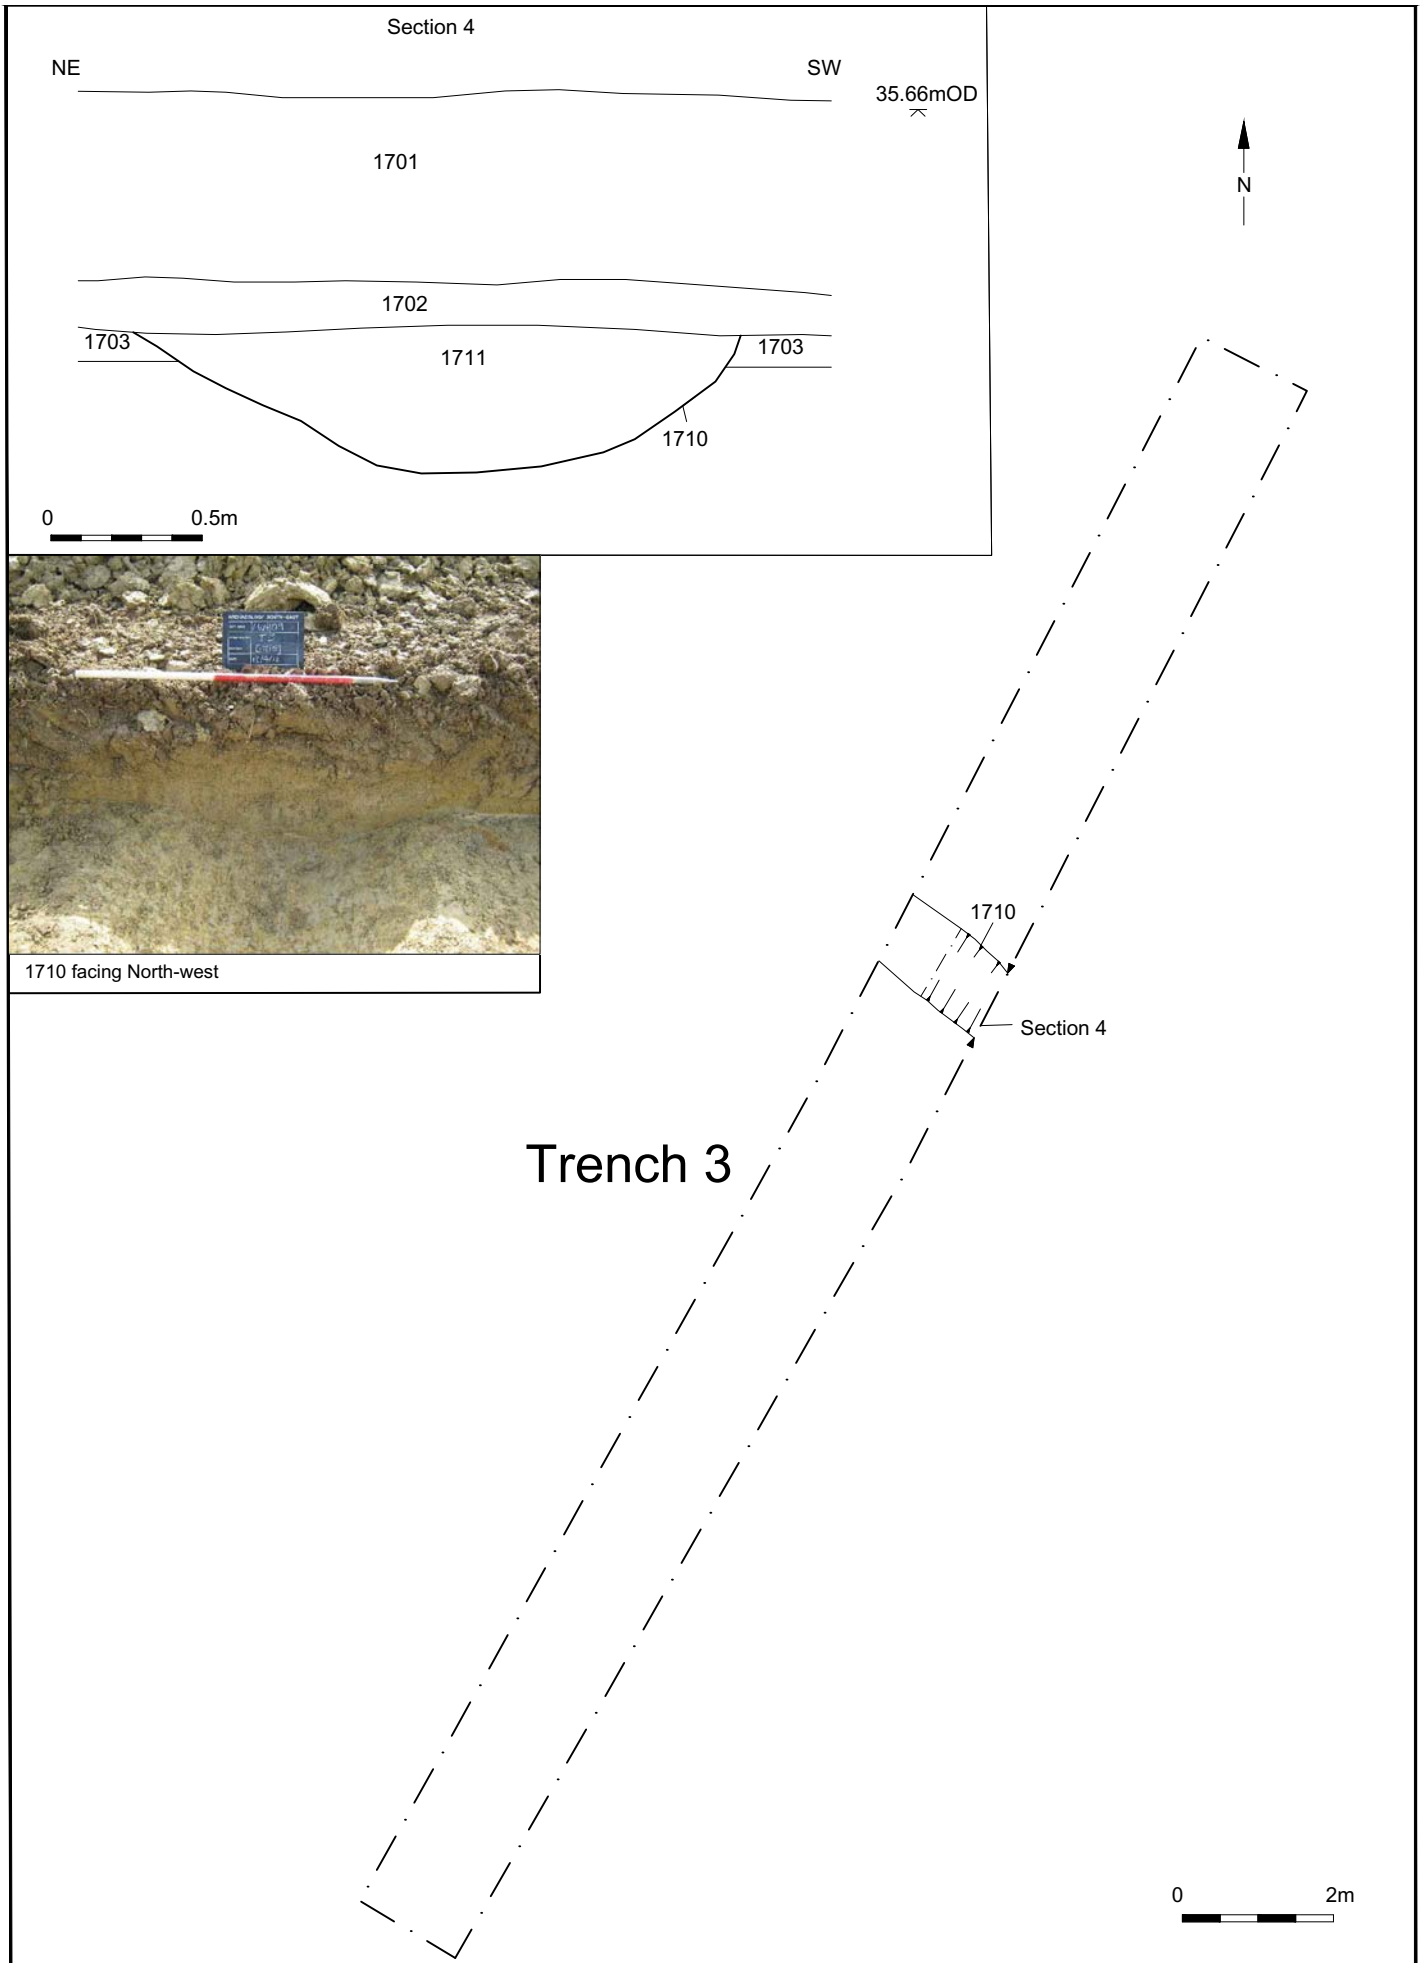 Section 4
NE SW
35.66mOD
1701
1702
1703 1711 1703
1710
0 0.5m
N
1710 facing North-west
1710
Section 4
Trench 3
0 2m